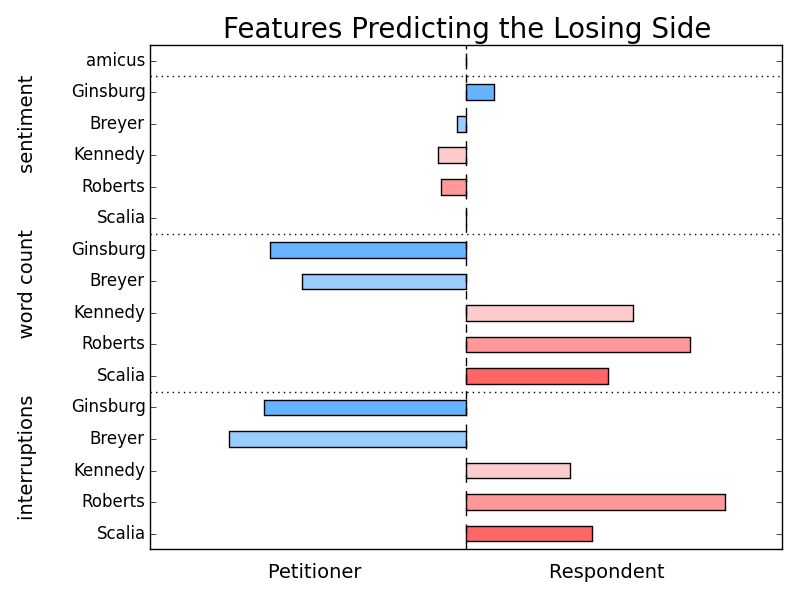 Features Predicting the Losing Side
sentiment
amicus
Ginsburg
Breyer
Kennedy
Roberts
Scalia
word count
Ginsburg
Breyer
Kennedy
Roberts
Scalia
interruptions
Ginsburg
Breyer
Kennedy
Roberts
Scalia
Petitioner
Respondent